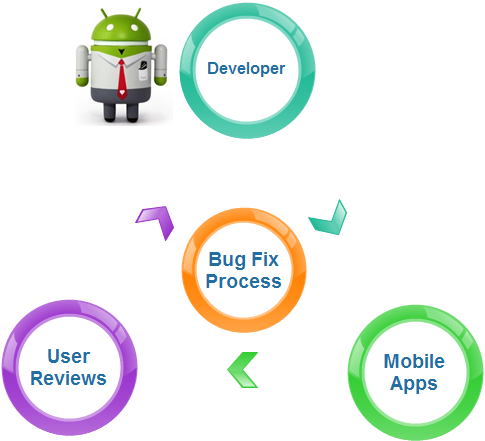 Developer
Bug Fix
Process
User
Reviews
Mobile
Apps